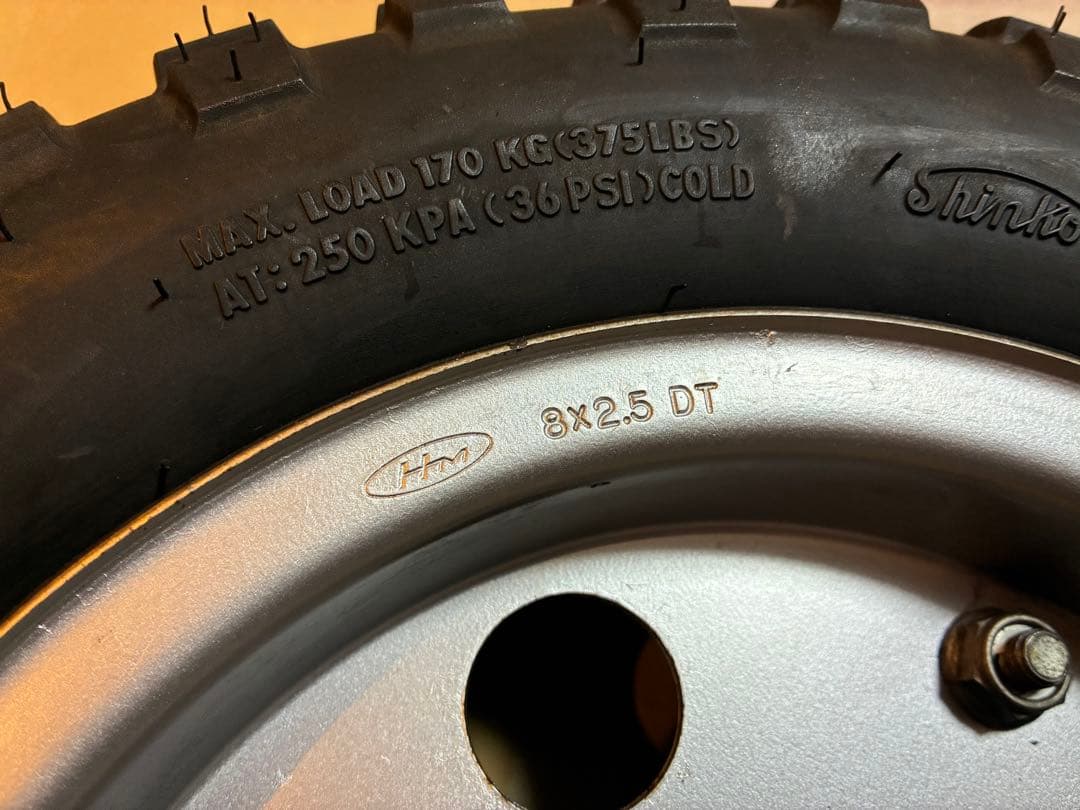 MAX. LOAD 170 KG(375LBS)
AT: 250 KPA (36PSI)COLD
Shinko
HM
8X2.5 DT